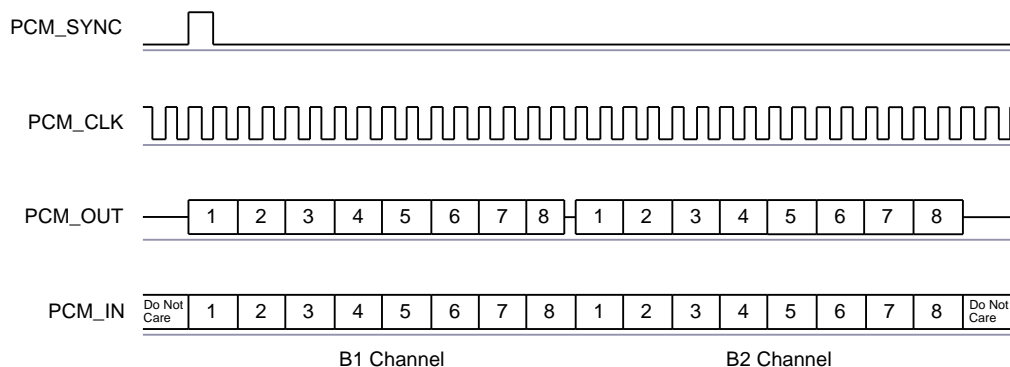 PCM_SYNC
PCM_CLK
PCM_OUT 1 2 3 4 5 6 7 8 1 2 3 4 5 6 7 8
PCM_IN Do Not Care 1 2 3 4 5 6 7 8 1 2 3 4 5 6 7 8 Do Not Care
B1 Channel B2 Channel